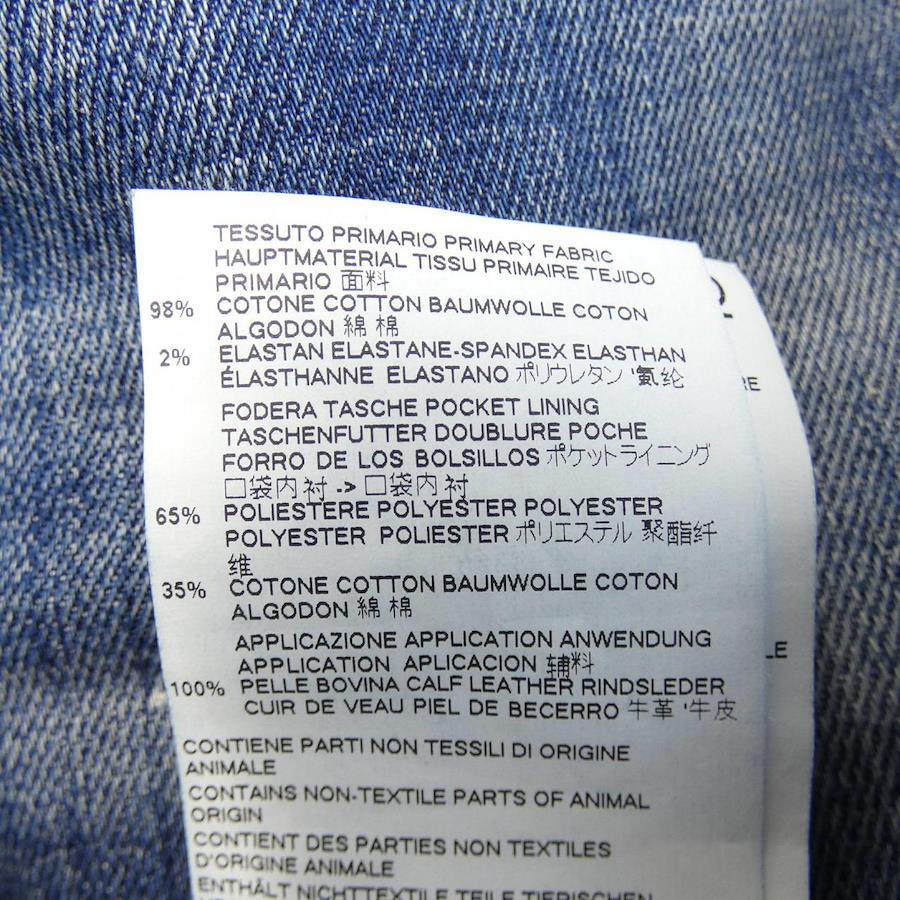 TESSUTO PRIMARIO PRIMARY FABRIC
HAUPTMATERIAL TISSU PRIMAIRE TEJIDO
PRIMARIO 面料
98% COTONE COTTON BAUMWOLLE COTON
ALGODON 綿 棉
2% ELASTAN ELASTANE-SPANDEX ELASTHAN
ÉLASTHANNE ELASTANO ポリウレタン '氨纶
FODERA TASCHE POCKET LINING
TASCHENFUTTER DOUBLURE POCHE
FORRO DE LOS BOLSILLOS ポケットライニング
口袋内衬 -> 口袋内衬
65% POLIESTERE POLYESTER POLYESTER
POLYESTER POLIESTER ポリエステル 聚酯纤
维
35% COTONE COTTON BAUMWOLLE COTON
ALGODON 綿 棉
APPLICAZIONE APPLICATION ANWENDUNG
APPLICATION APLICACION 辅料
100% PELLE BOVINA CALF LEATHER RINDSLEDER
CUIR DE VEAU PIEL DE BECERRO 牛革 '牛皮
CONTIENE PARTI NON TESSILI DI ORIGINE
ANIMALE
CONTAINS NON-TEXTILE PARTS OF ANIMAL
ORIGIN
CONTIENT DES PARTIES NON TEXTILES
D'ORIGINE ANIMALE
ENTHÄLT NICHTTEXTILE TEILE TIERISCHEN